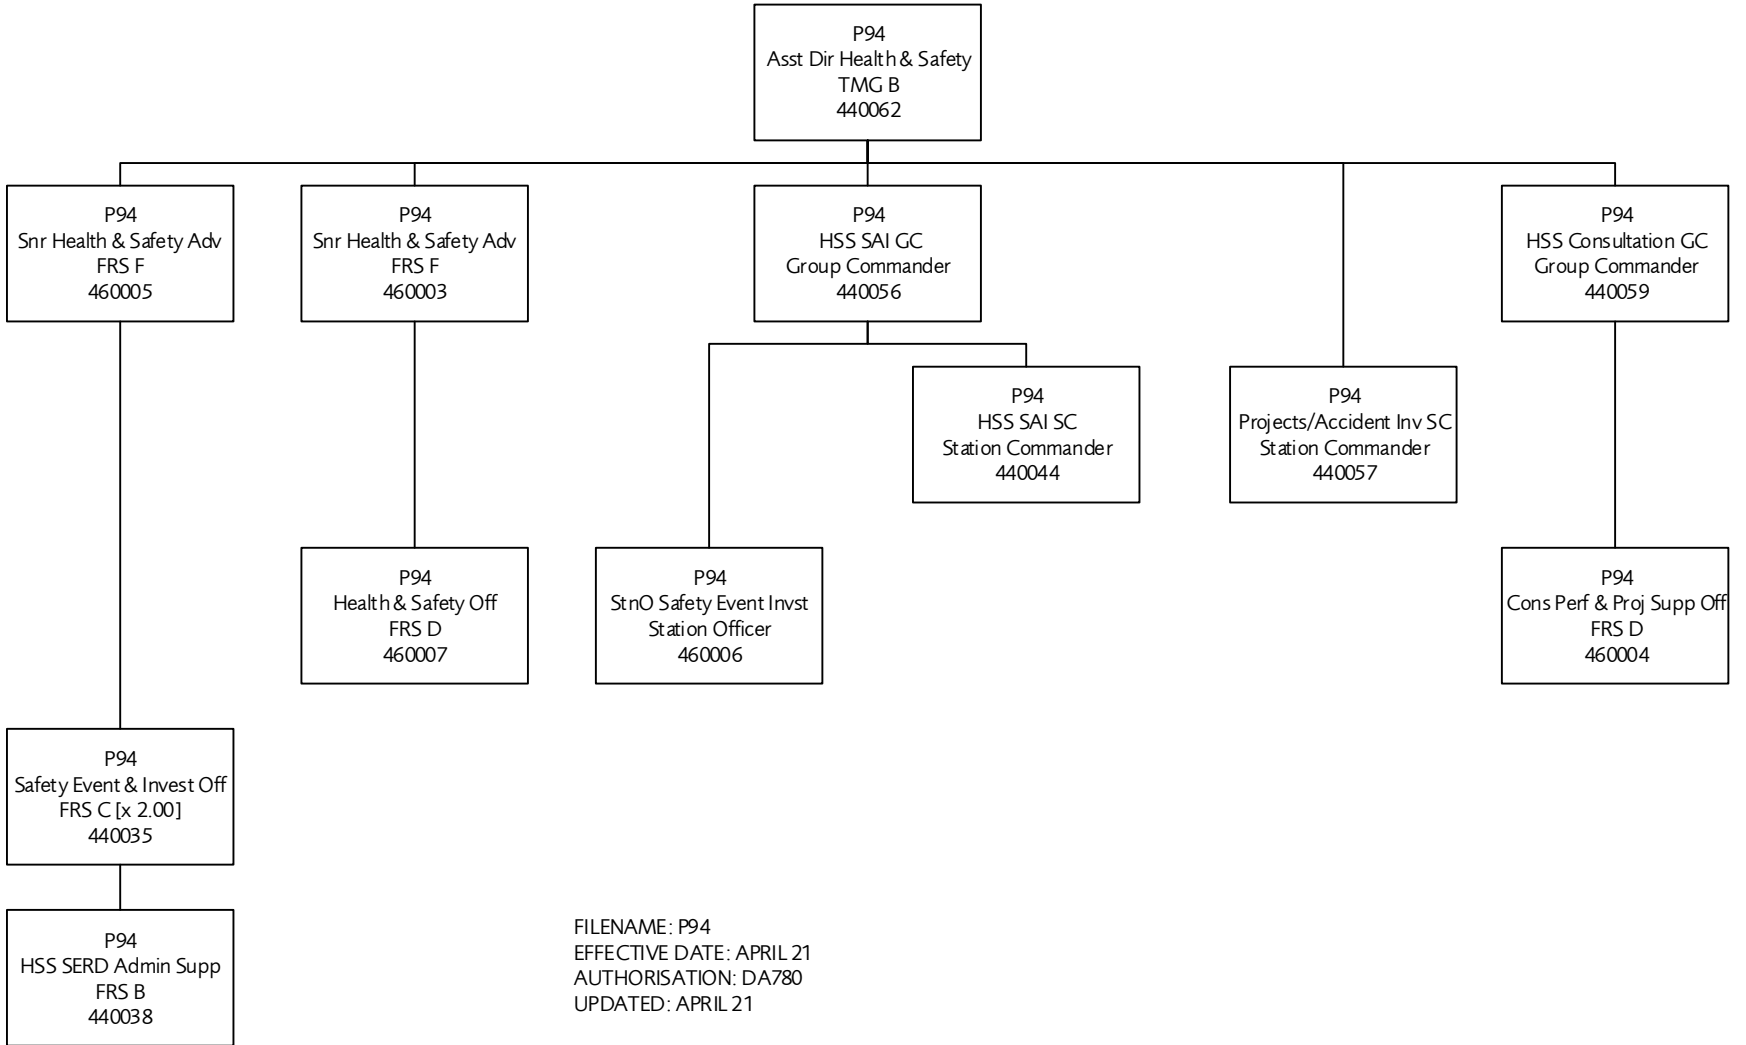 P94
Asst Dir Health & Safety
TMG B
440062
P94
Snr Health & Safety Adv
FRS F
460005
P94
Snr Health & Safety Adv
FRS F
460003
P94
HSS SAI GC
Group Commander
440056
P94
HSS Consultation GC
Group Commander
440059
P94
HSS SAI SC
Station Commander
440044
P94
Projects/Accident Inv SC
Station Commander
440057
P94
Health & Safety Off
FRS D
460007
P94
StnO Safety Event Invst
Station Officer
460006
P94
Cons Perf & Proj Supp Off
FRS D
460004
P94
Safety Event & Invest Off
FRS C [x 2.00]
440035
P94
HSS SERD Admin Supp
FRS B
440038
FILENAME: P94
EFFECTIVE DATE: APRIL 21
AUTHORISATION: DA780
UPDATED: APRIL 21